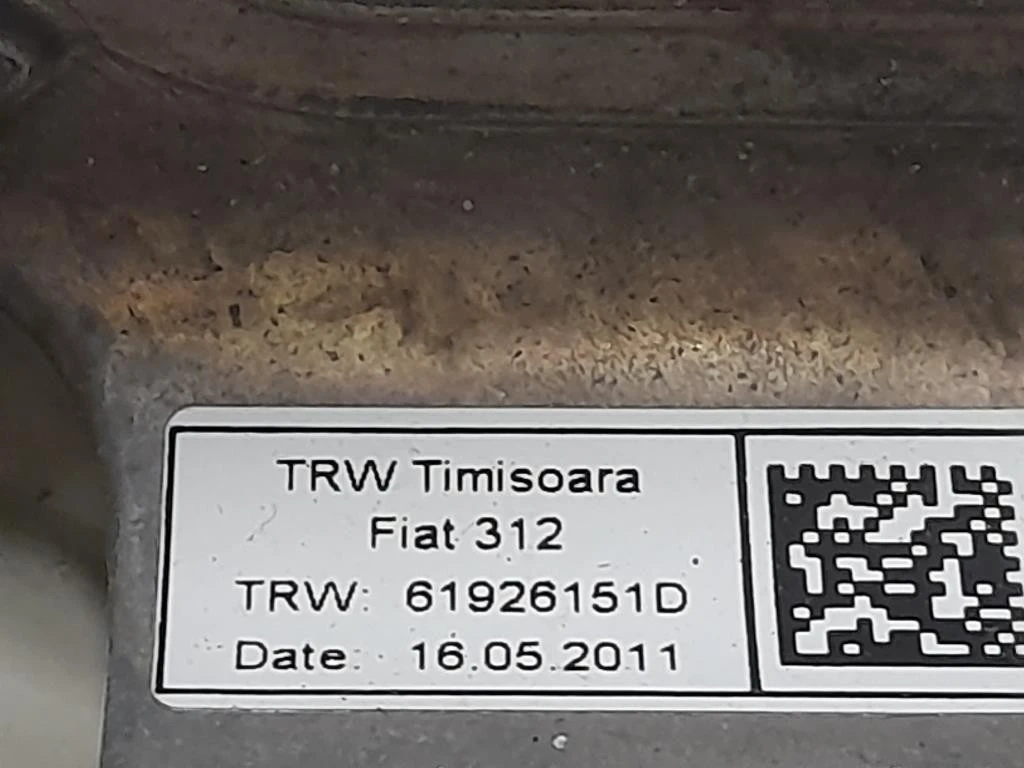 TRW Timisoara
Fiat 312
TRW: 61926151D
Date: 16.05.2011